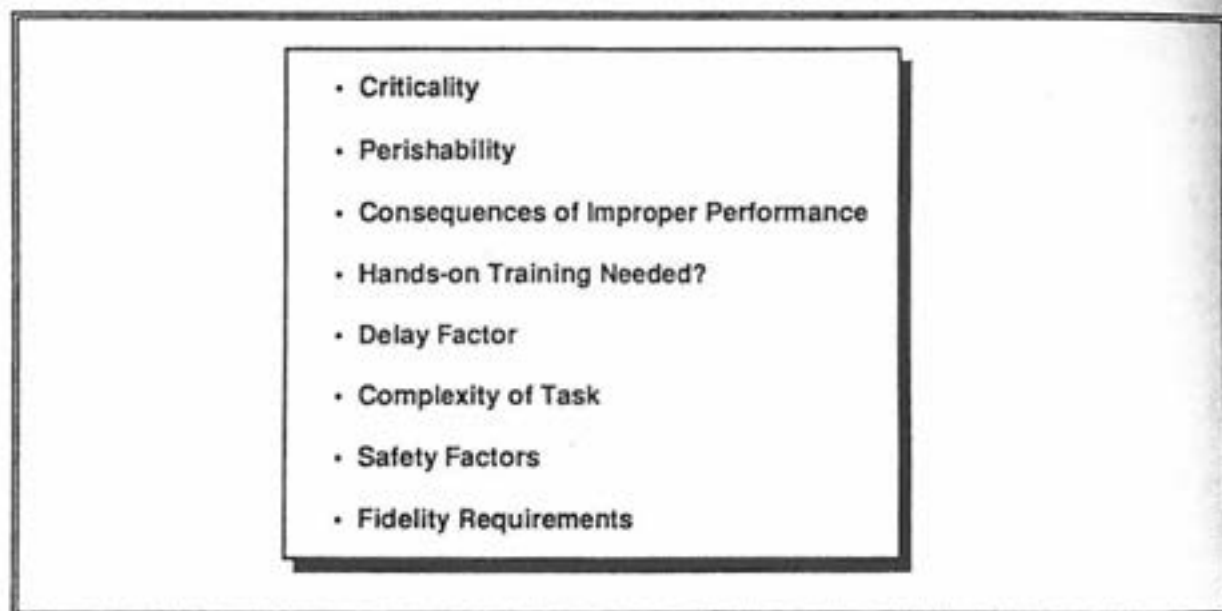 • Criticality
• Perishability
• Consequences of Improper Performance
• Hands-on Training Needed?
• Delay Factor
• Complexity of Task
• Safety Factors
• Fidelity Requirements